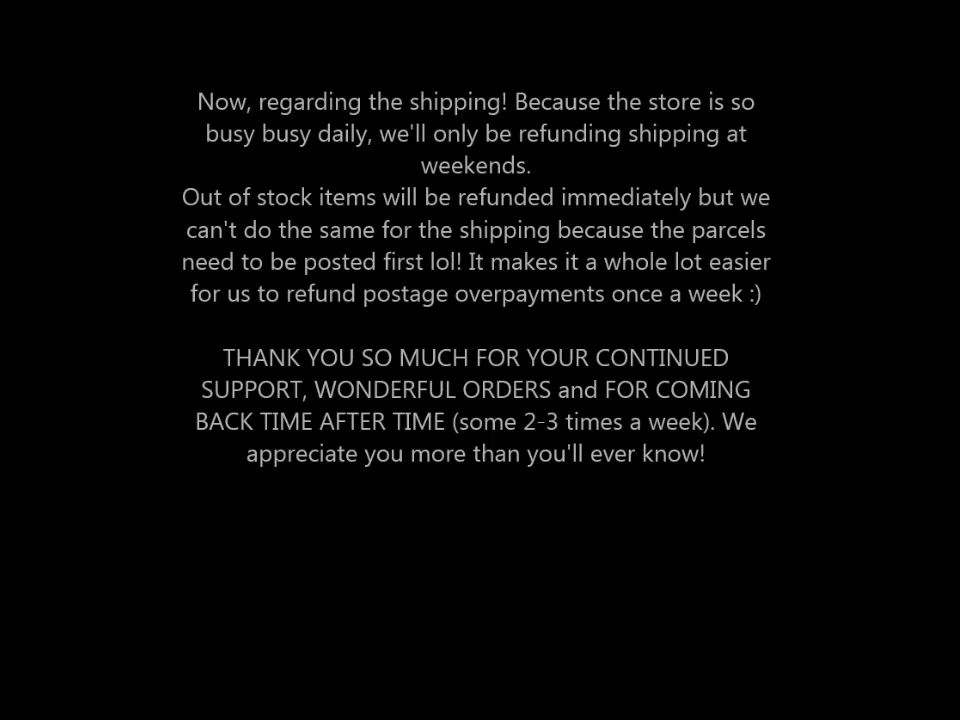 Now, regarding the shipping! Because the store is so
busy busy daily, we'll only be refunding shipping at
weekends.
Out of stock items will be refunded immediately but we
can't do the same for the shipping because the parcels
need to be posted first lol! It makes it a whole lot easier
for us to refund postage overpayments once a week :)
THANK YOU SO MUCH FOR YOUR CONTINUED
SUPPORT, WONDERFUL ORDERS and FOR COMING
BACK TIME AFTER TIME (some 2-3 times a week). We
appreciate you more than you'll ever know!